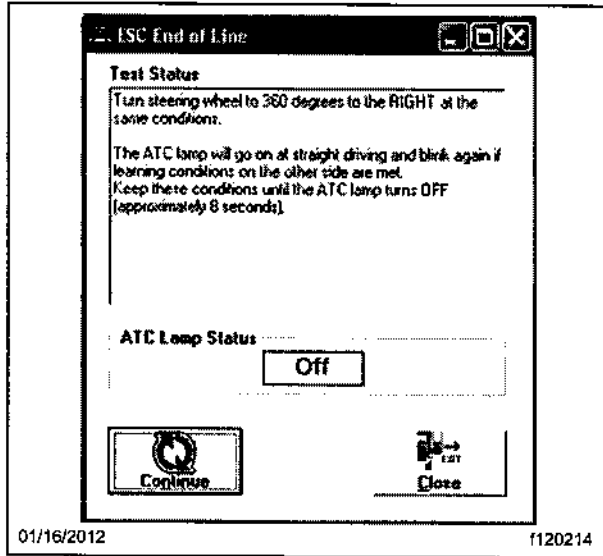 ESC End of Line
Test Status
Turn steering wheel to 360 degrees to the RIGHT at the
same conditions.
The ATC lamp will go on at straight driving and blink again if
learning conditions on the other side are met.
Keep these conditions until the ATC lamp turns OFF
(approximately 8 seconds).
ATC Lamp Status
Off
Continue
EXIT
Close
01/16/2012
f120214